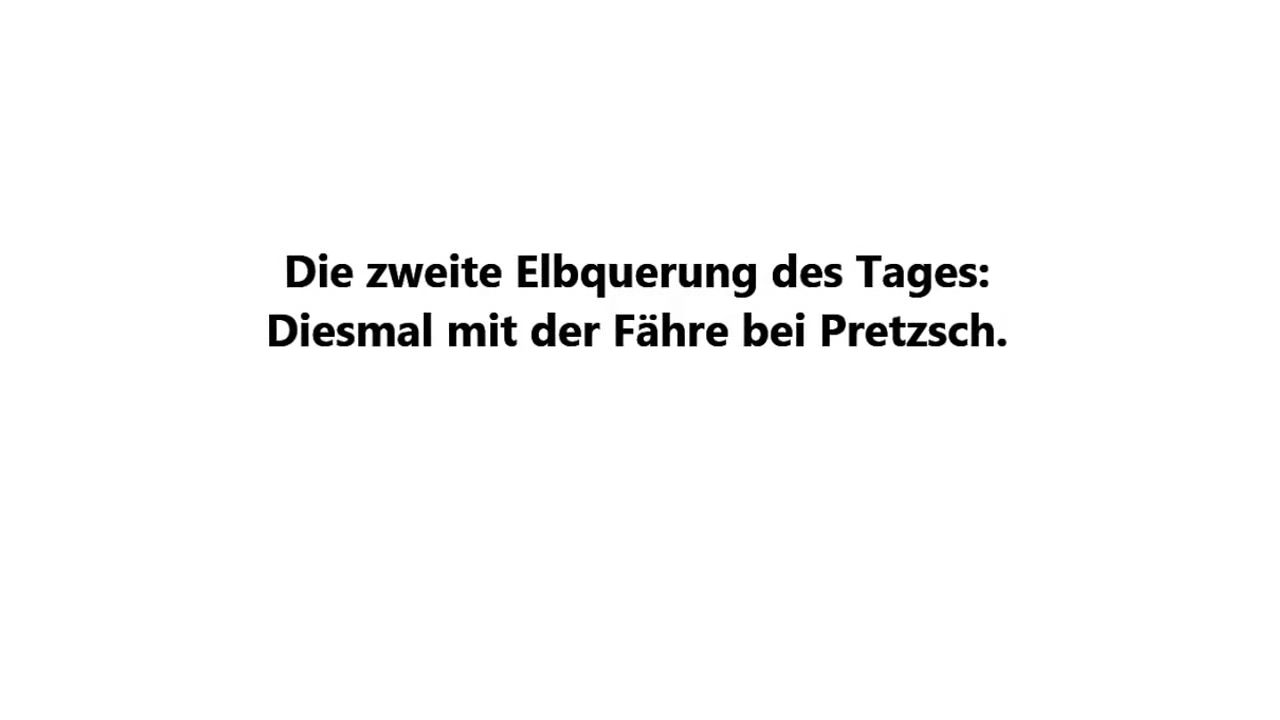 Die zweite Elbquerung des Tages:
Diesmal mit der Fähre bei Pretzsch.